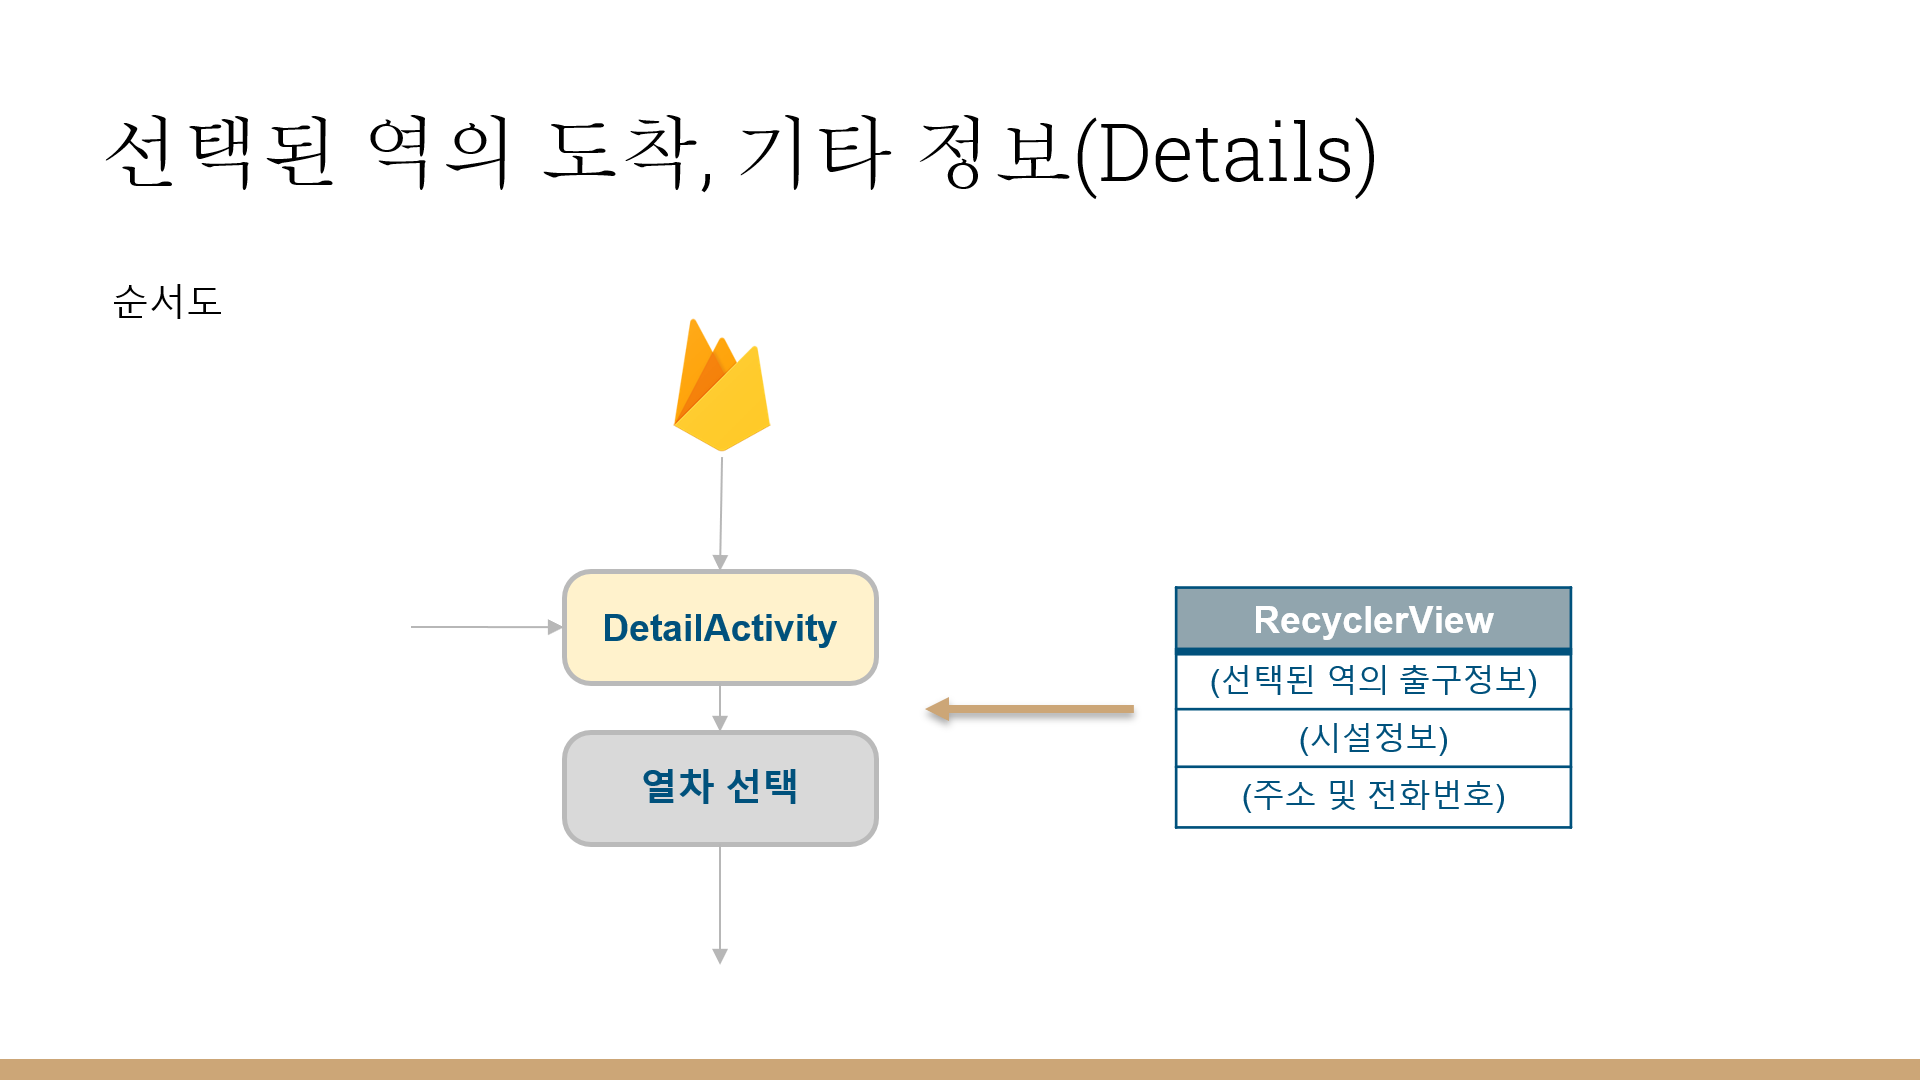 선택된 역의 도착, 기타 정보(Details)
순서도
DetailActivity
열차 선택
RecyclerView
(선택된 역의 출구정보)
(시설정보)
(주소 및 전화번호)